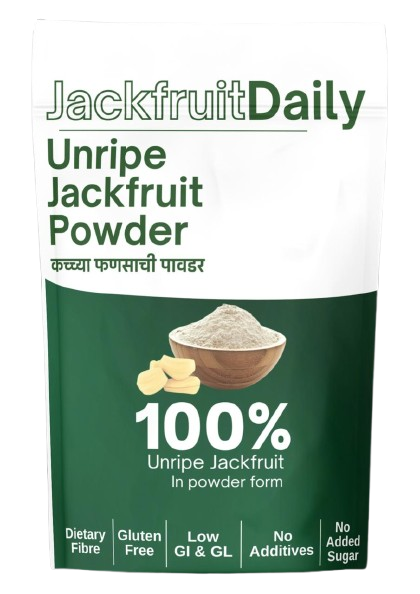 JackfruitDaily
Unripe
Jackfruit
Powder
कच्च्या फणसाची पावडर
100%
Unripe Jackfruit
In powder form
Dietary
Fibre
Gluten
Free
Low
GI & GL
No
Additives
No
Added
Sugar